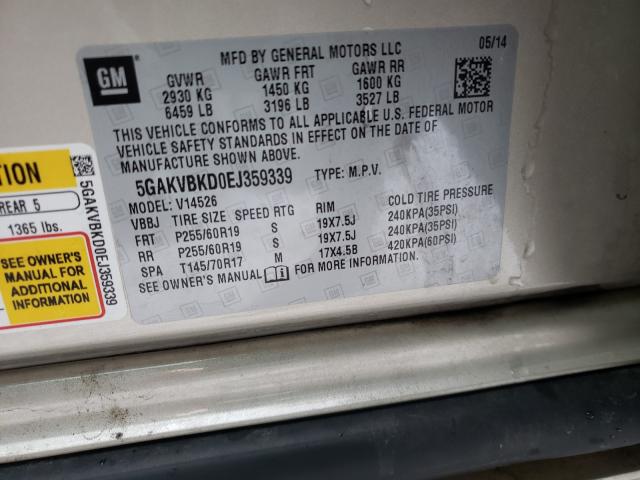 GM
MFD BY GENERAL MOTORS LLC
05/14
GVWR GAWR FRT GAWR RR
2930 KG 1450 KG 1600 KG
6459 LB 3196 LB 3527 LB
THIS VEHICLE CONFORMS TO ALL APPLICABLE U.S. FEDERAL MOTOR
VEHICLE SAFETY STANDARDS IN EFFECT ON THE DATE OF
MANUFACTURE SHOWN ABOVE.
5GAKVBKD0EJ359339 TYPE: M.P.V.
MODEL: V14526
VBBJ TIRE SIZE SPEED RTG RIM COLD TIRE PRESSURE
FRT P255/60R19 S 19X7.5J 240KPA(35PSI)
RR P255/60R19 S 19X7.5J 240KPA(35PSI)
SPA T145/70R17 M 17X4.5B 420KPA(60PSI)
SEE OWNER'S MANUAL FOR MORE INFORMATION.
TION
REAR 5
1365 lbs.
SEE OWNER'S
MANUAL FOR
ADDITIONAL
INFORMATION
5GAKVBKD0EJ359339